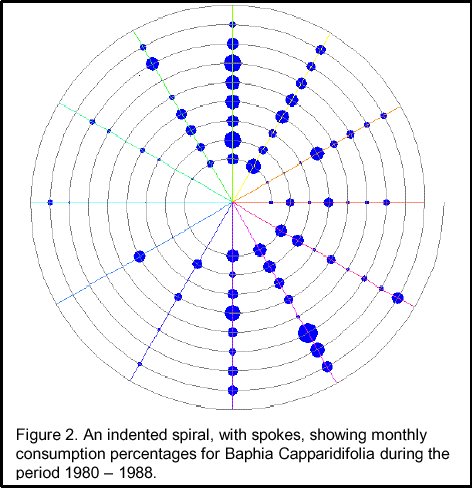 Figure 2. An indented spiral, with spokes, showing monthly
consumption percentages for Baphia Capparidifolia during the
period 1980 – 1988.